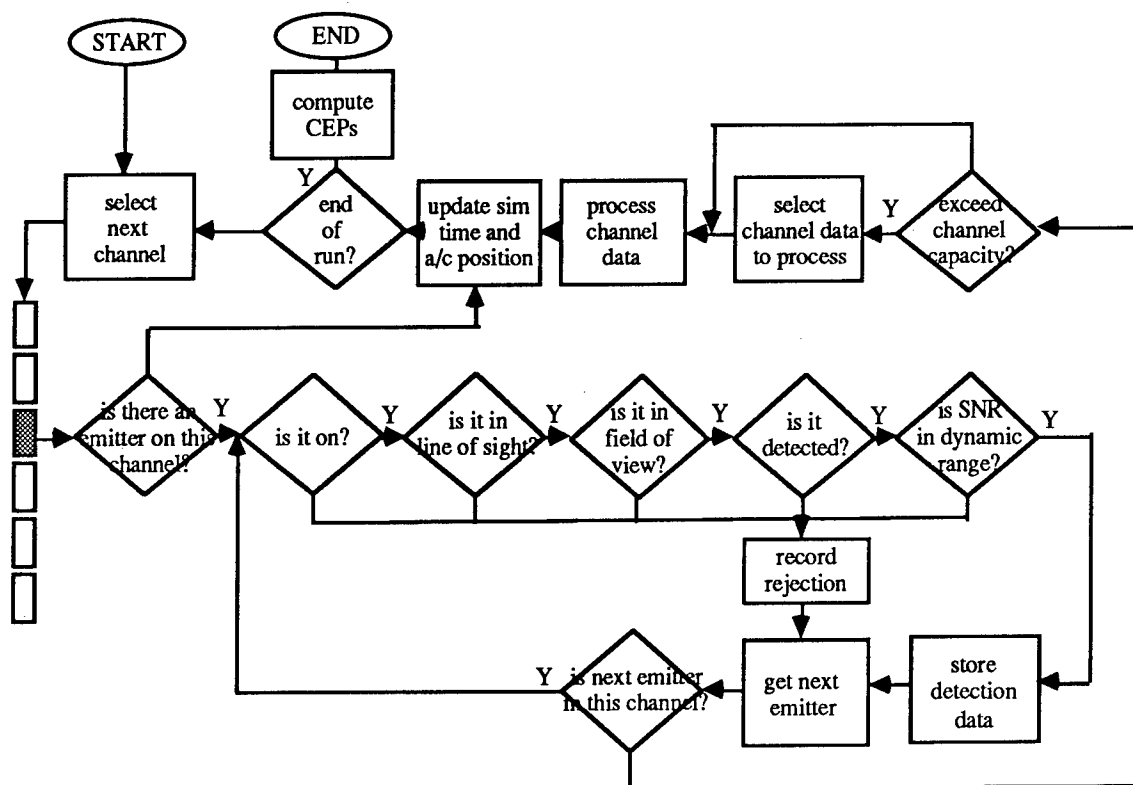 START
END
compute
CEPs
Y
select
next
channel
end
of
run?
update sim
time and
a/c position
process
channel
data
select
channel data
to process
Y
exceed
channel
capacity?
is there an
emitter on this
channel?
Y
is it on?
Y
is it in
line of sight?
Y
is it in
field of
view?
Y
is it
detected?
Y
is SNR
in dynamic
range?
Y
record
rejection
Y
is next emitter
in this channel?
get next
emitter
store
detection
data